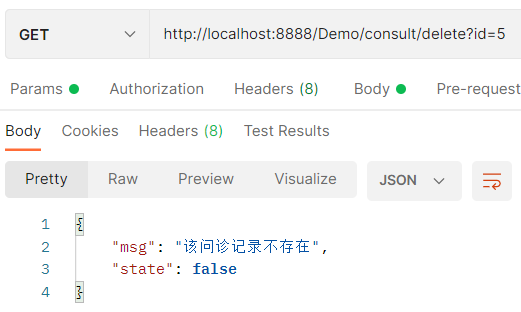 GET http://localhost:8888/Demo/consult/delete?id=5
Params Authorization Headers (8) Body Pre-request
Body Cookies Headers (8) Test Results
Pretty Raw Preview Visualize JSON
1 {
2 "msg": "该问诊记录不存在",
3 "state": false
4 }